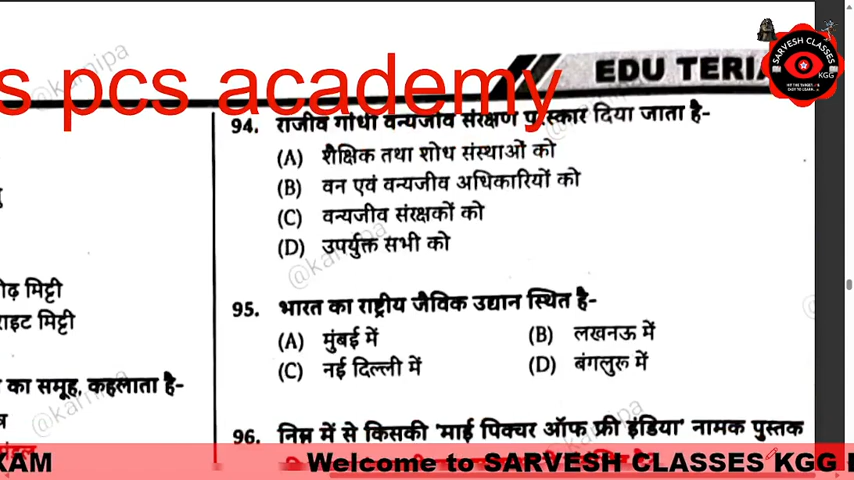 s pcs academy
EDU TERIA
SARVESH CLASSES
KGG
94. राजीव गांधी वन्यजीव संरक्षण पुरस्कार दिया जाता है-
(A) शैक्षिक तथा शोध संस्थाओं को
(B) वन एवं वन्यजीव अधिकारियों को
(C) वन्यजीव संरक्षकों को
(D) उपर्युक्त सभी को
@kamipa
95. भारत का राष्ट्रीय जैविक उद्यान स्थित है-
(A) मुंबई में
(B) लखनऊ में
(C) नई दिल्ली में
(D) बंगलुरू में
96. निम्न में से किसकी 'माई पिक्चर ऑफ फ्री इंडिया' नामक पुस्तक
मिट्टी
राइट मिट्टी
का समूह, कहलाता है-
XAM
Welcome to SARVESH CLASSES KGG